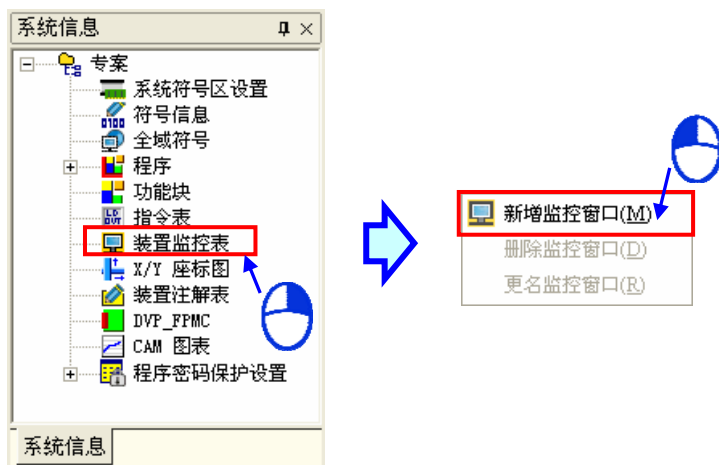 系统信息
专案
系统符号区设置
符号信息
全域符号
程序
功能块
指令表
装置监控表
X/Y 座标图
装置注解表
DVP_FPMC
CAM 图表
程序密码保护设置
系统信息
新增监控窗口(M)
删除监控窗口(D)
更名监控窗口(R)